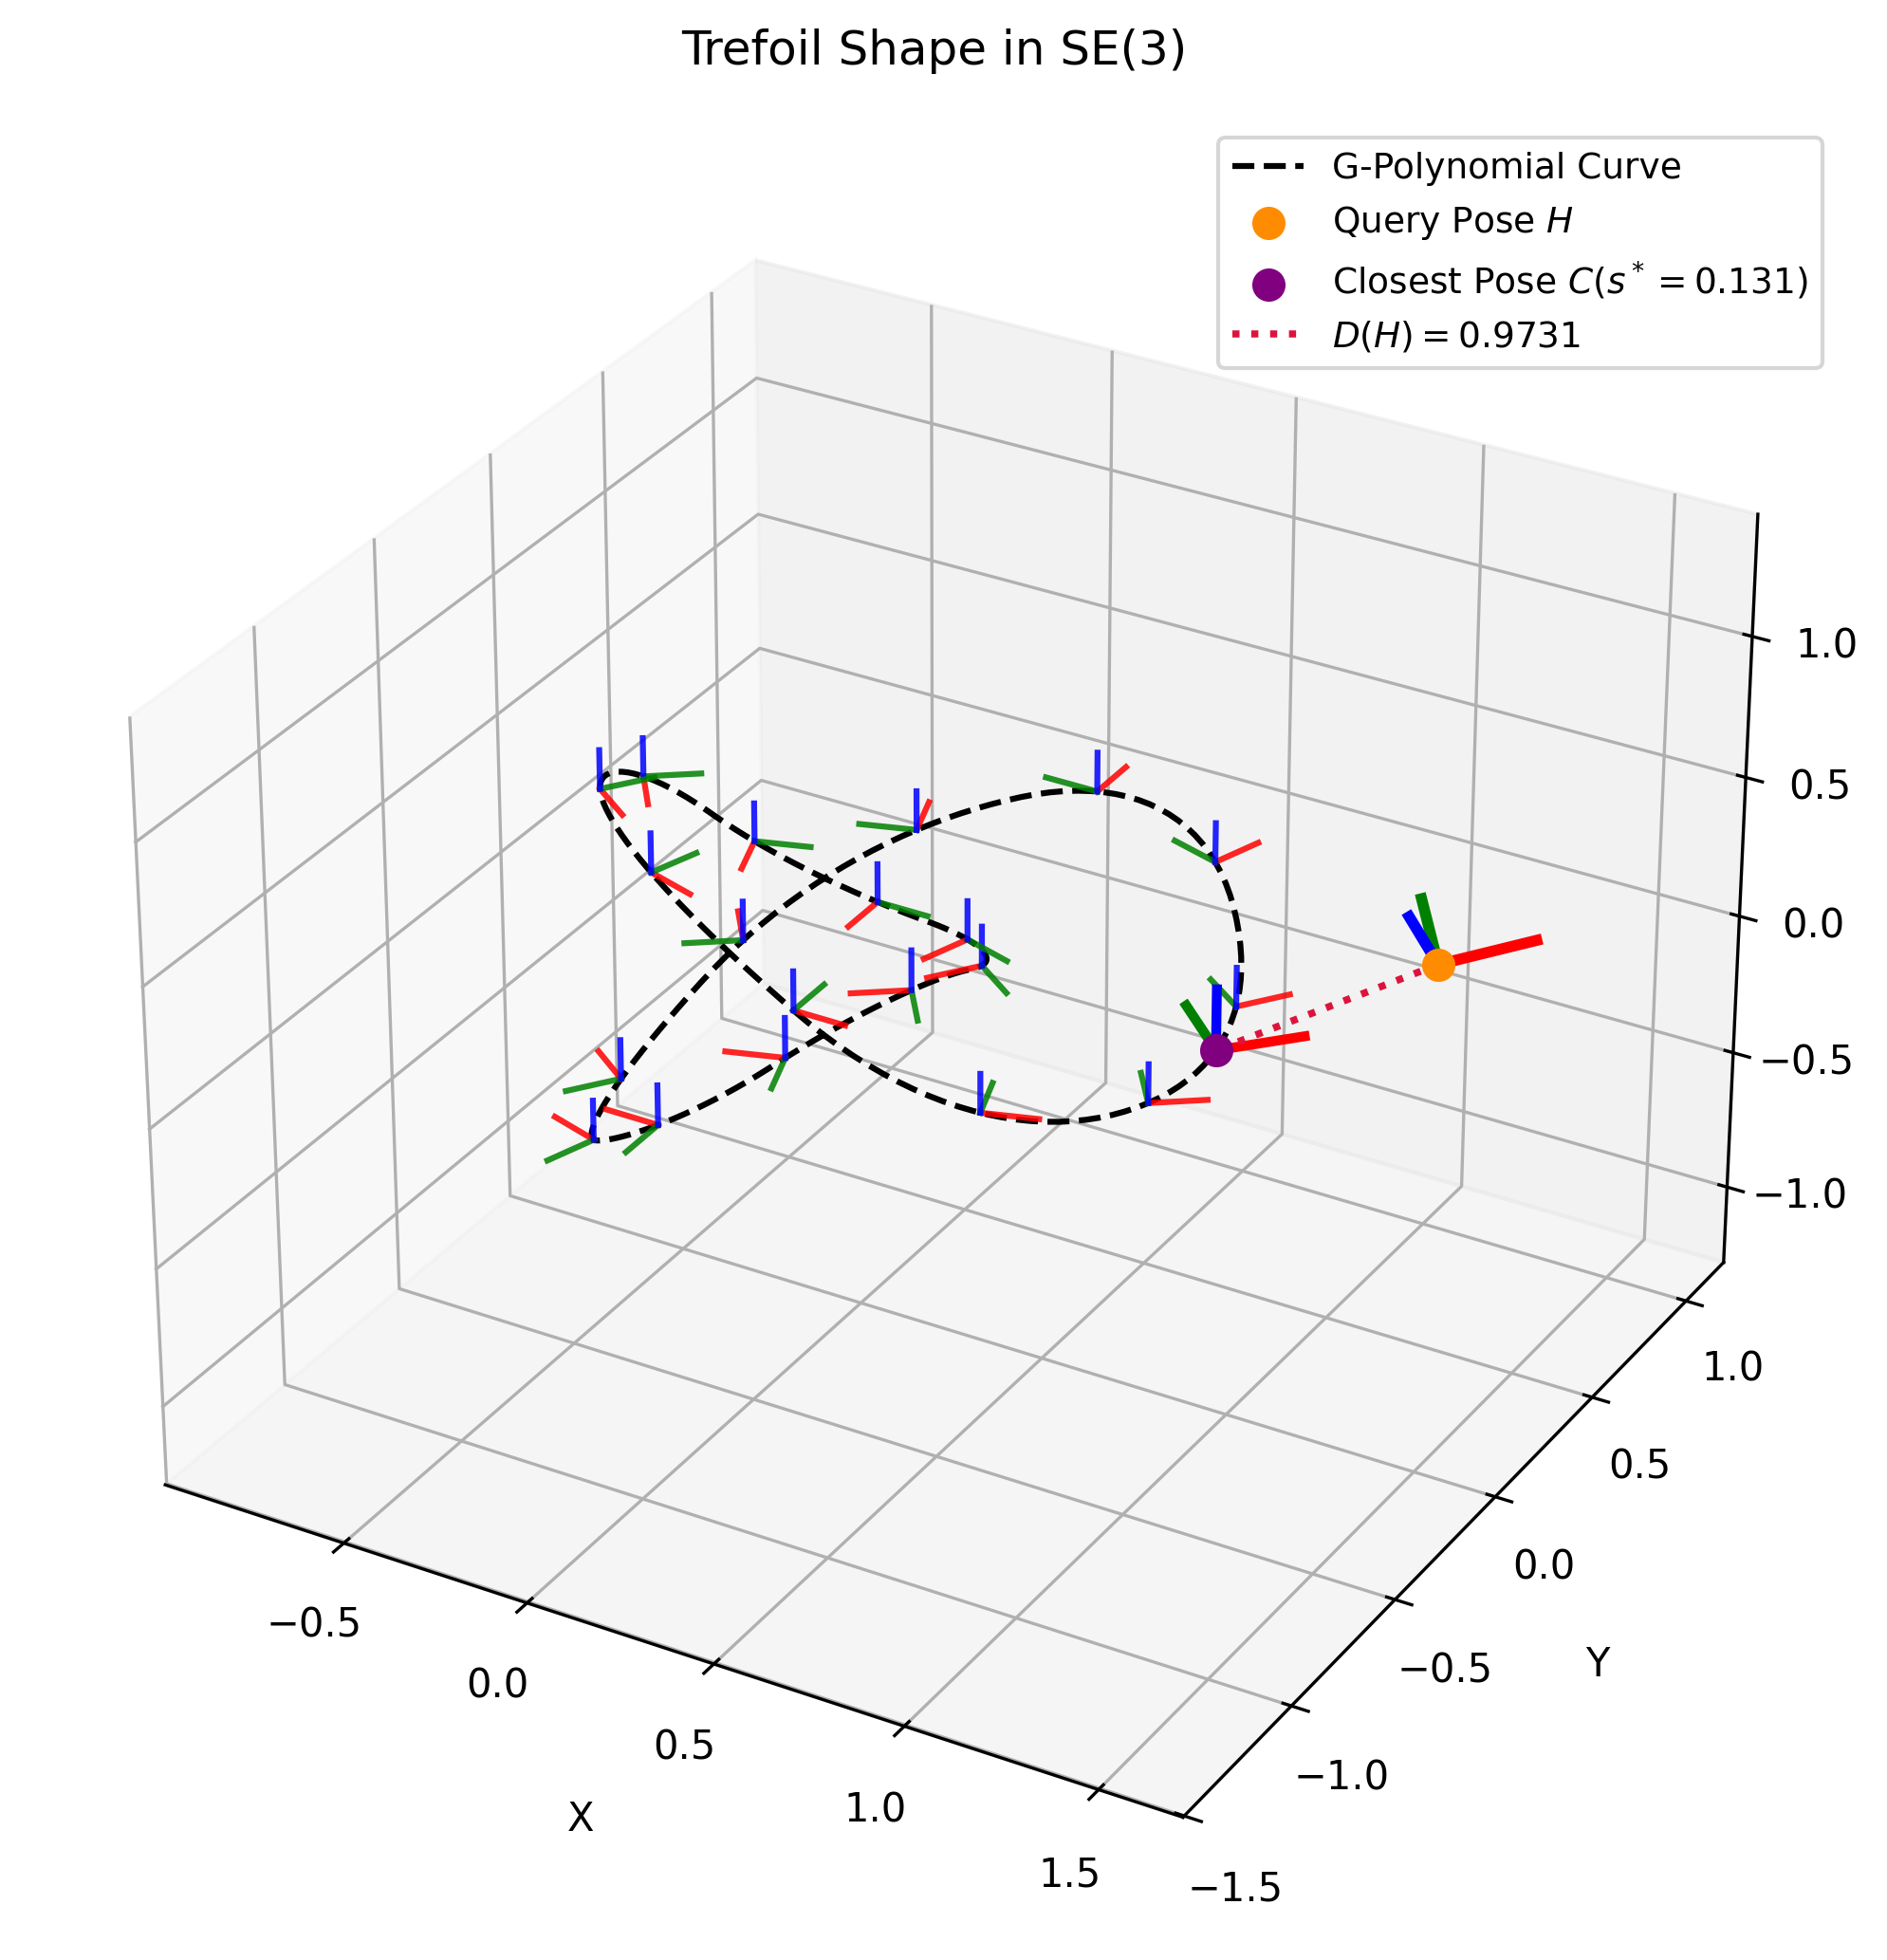 Trefoil Shape in SE(3)
G-Polynomial Curve
Query Pose H
Closest Pose C(s* = 0.131)
D(H) = 0.9731
1.0
0.5
0.0
−0.5
−1.0
1.0
0.5
0.0
−0.5
−1.0
−1.5
Y
−0.5
0.0
0.5
1.0
1.5
X